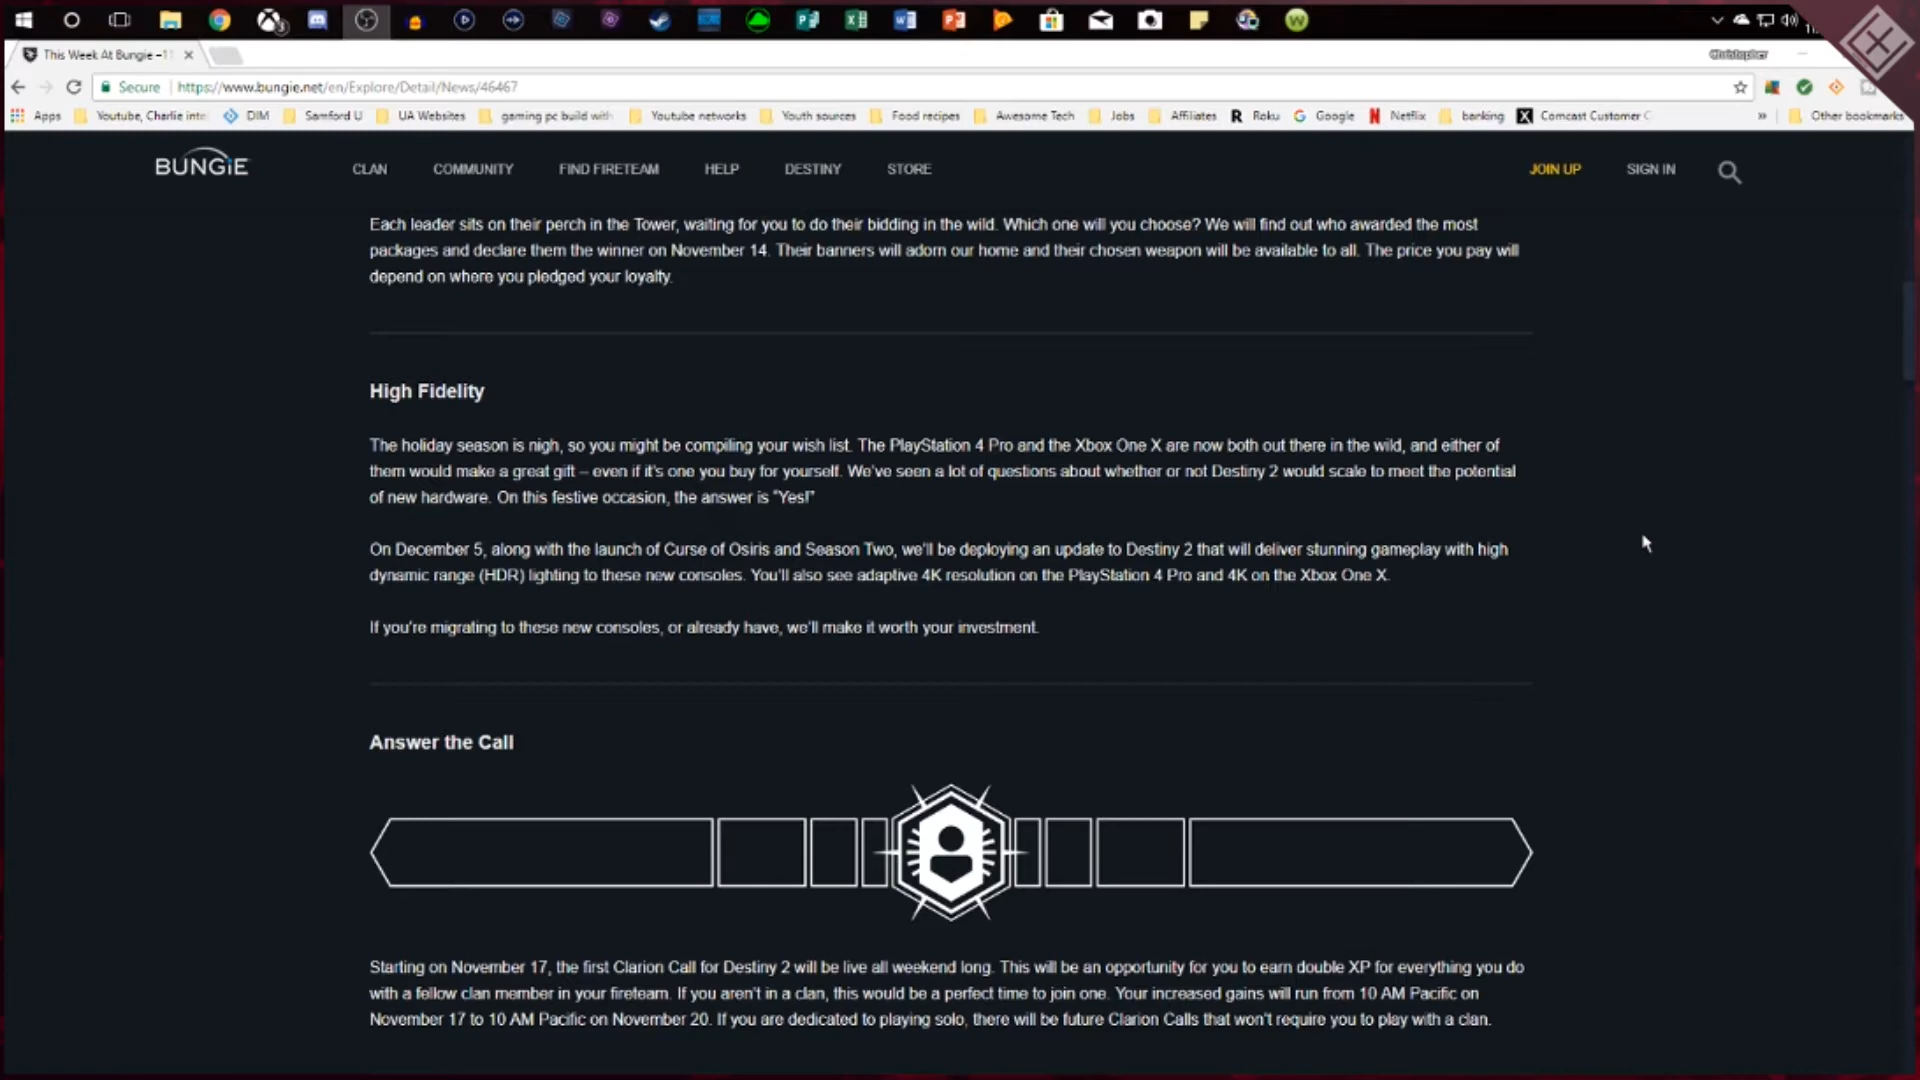 This Week At Bungie –11
Christopher
Secure https://www.bungie.net/en/Explore/Detail/News/46467
Apps Youtube, Charlie inte DIM Samford U UA Websites gaming pc build with Youtube networks Youth sources Food recipes Awesome Tech Jobs Affiliates Roku Google Netflix banking Comcast Customer C » Other bookmarks
BUNGiE CLAN COMMUNITY FIND FIRETEAM HELP DESTINY STORE JOIN UP SIGN IN
Each leader sits on their perch in the Tower, waiting for you to do their bidding in the wild. Which one will you choose? We will find out who awarded the most
packages and declare them the winner on November 14. Their banners will adorn our home and their chosen weapon will be available to all. The price you pay will
depend on where you pledged your loyalty.
High Fidelity
The holiday season is nigh, so you might be compiling your wish list. The PlayStation 4 Pro and the Xbox One X are now both out there in the wild, and either of
them would make a great gift – even if it's one you buy for yourself. We've seen a lot of questions about whether or not Destiny 2 would scale to meet the potential
of new hardware. On this festive occasion, the answer is "Yes!"
On December 5, along with the launch of Curse of Osiris and Season Two, we'll be deploying an update to Destiny 2 that will deliver stunning gameplay with high
dynamic range (HDR) lighting to these new consoles. You'll also see adaptive 4K resolution on the PlayStation 4 Pro and 4K on the Xbox One X.
If you're migrating to these new consoles, or already have, we'll make it worth your investment.
Answer the Call
Starting on November 17, the first Clarion Call for Destiny 2 will be live all weekend long. This will be an opportunity for you to earn double XP for everything you do
with a fellow clan member in your fireteam. If you aren't in a clan, this would be a perfect time to join one. Your increased gains will run from 10 AM Pacific on
November 17 to 10 AM Pacific on November 20. If you are dedicated to playing solo, there will be future Clarion Calls that won't require you to play with a clan.